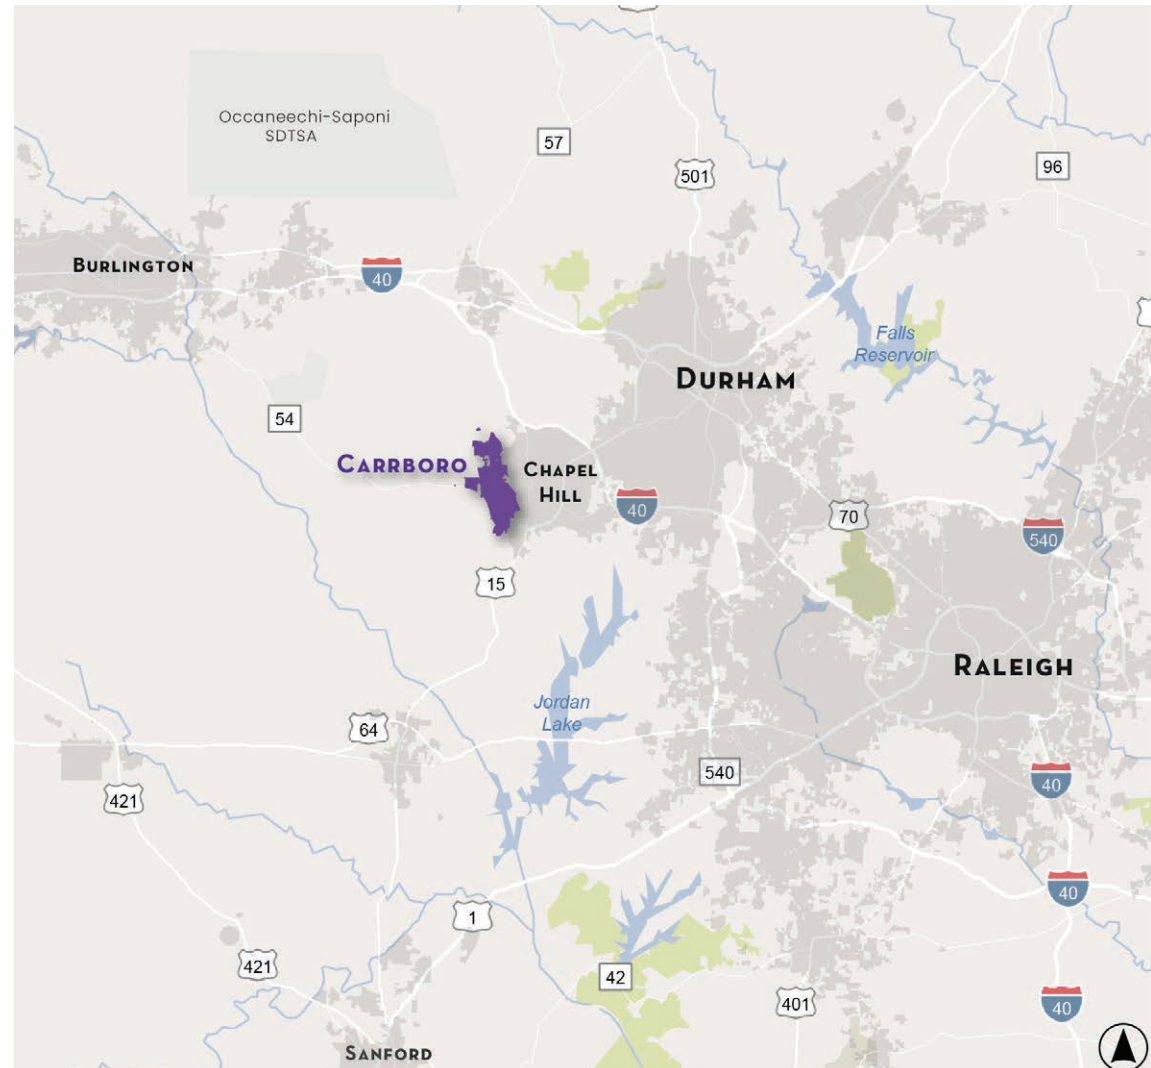 Occaneechi-Saponi
SDTSA
57
501
96
BURLINGTON
40
Falls
Reservoir
DURHAM
54
CARRBORO
CHAPEL
HILL
40
70
540
15
RALEIGH
Jordan
Lake
64
540
40
421
40
1
421
42
401
40
SANFORD